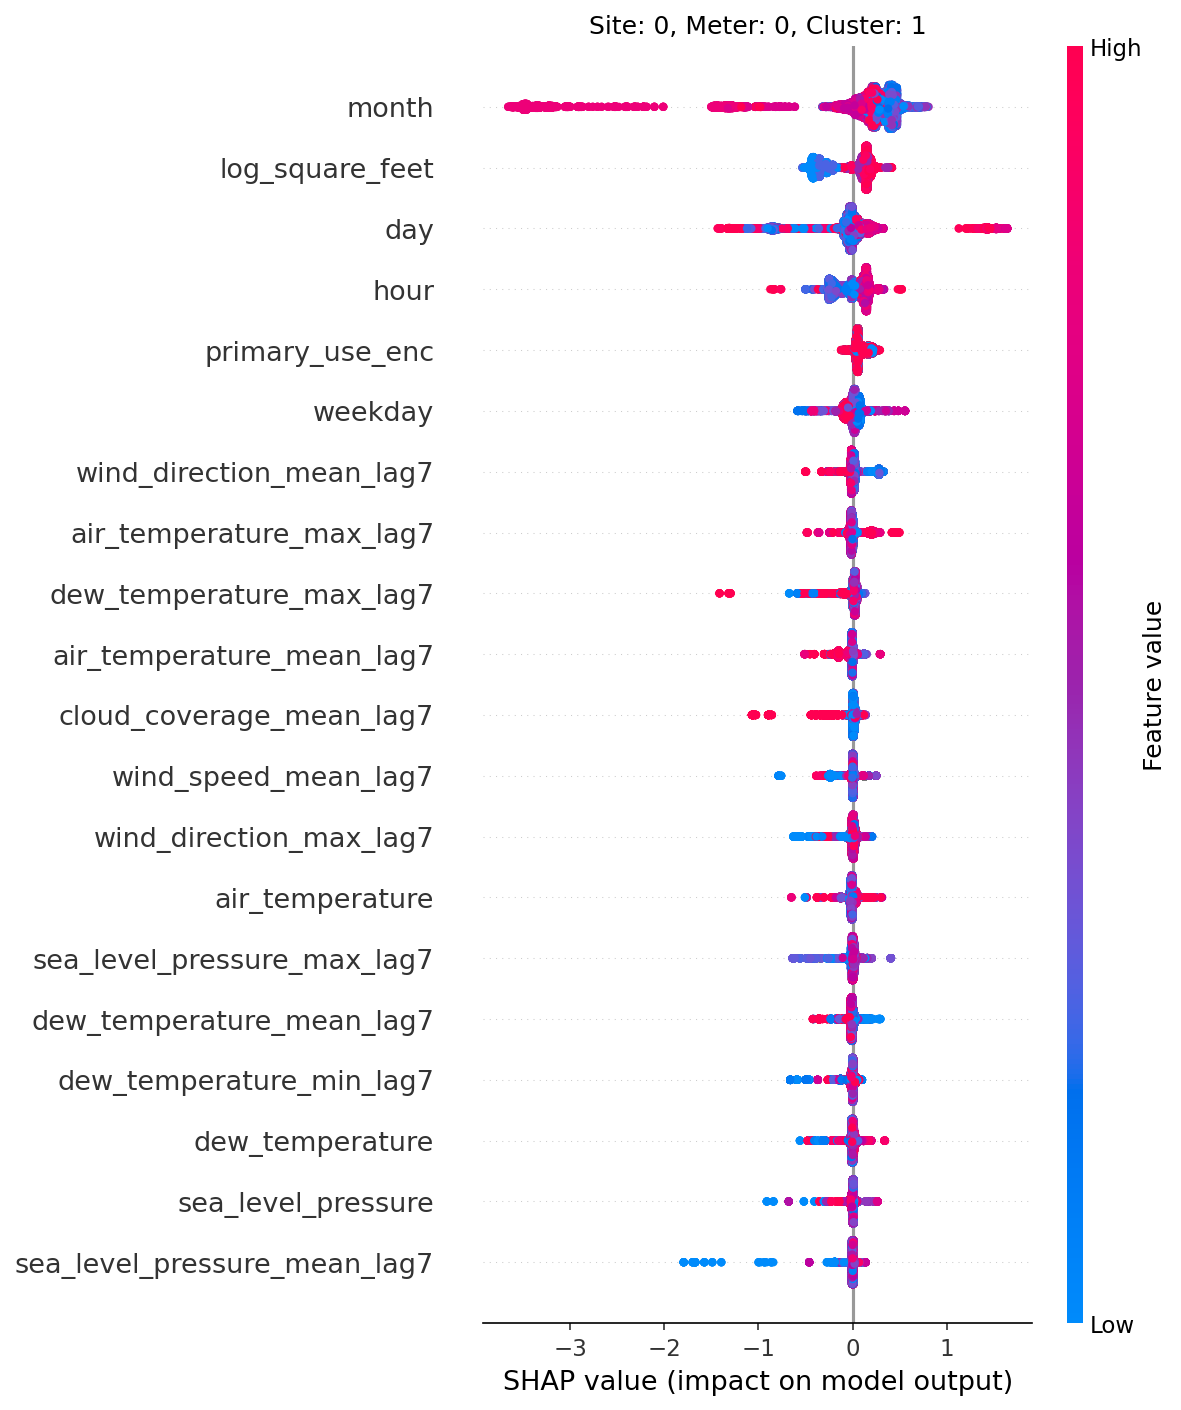 Site: 0, Meter: 0, Cluster: 1
High
month
log_square_feet
day
hour
primary_use_enc
weekday
wind_direction_mean_lag7
air_temperature_max_lag7
dew_temperature_max_lag7
air_temperature_mean_lag7
cloud_coverage_mean_lag7
wind_speed_mean_lag7
wind_direction_max_lag7
air_temperature
sea_level_pressure_max_lag7
dew_temperature_mean_lag7
dew_temperature_min_lag7
dew_temperature
sea_level_pressure
sea_level_pressure_mean_lag7
Feature value
Low
−3 −2 −1 0 1
SHAP value (impact on model output)